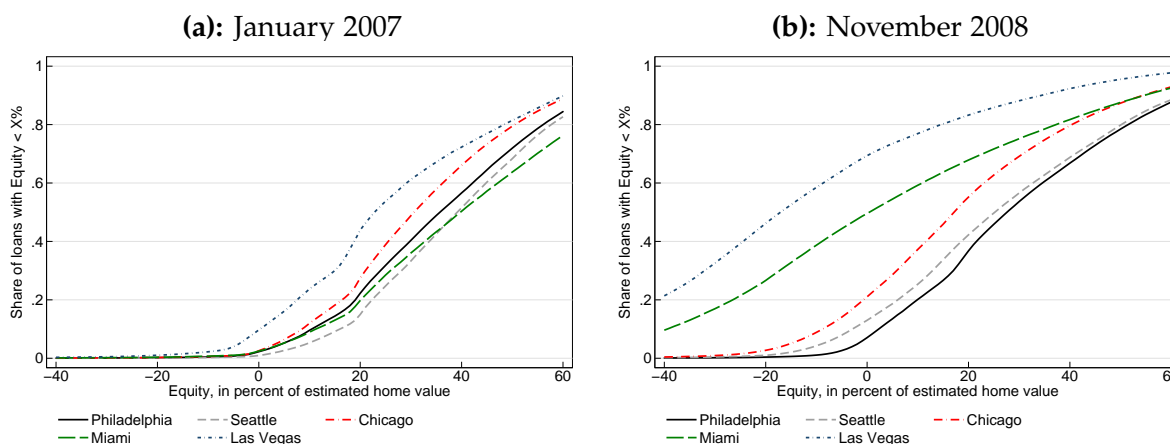 (a): January 2007
Share of loans with Equity < X%
1
.8
.6
.4
.2
0
−40 −20 0 20 40 60
Equity, in percent of estimated home value
Philadelphia Seattle Chicago
Miami Las Vegas
(b): November 2008
Share of loans with Equity < X%
1
.8
.6
.4
.2
0
−40 −20 0 20 40 60
Equity, in percent of estimated home value
Philadelphia Seattle Chicago
Miami Las Vegas